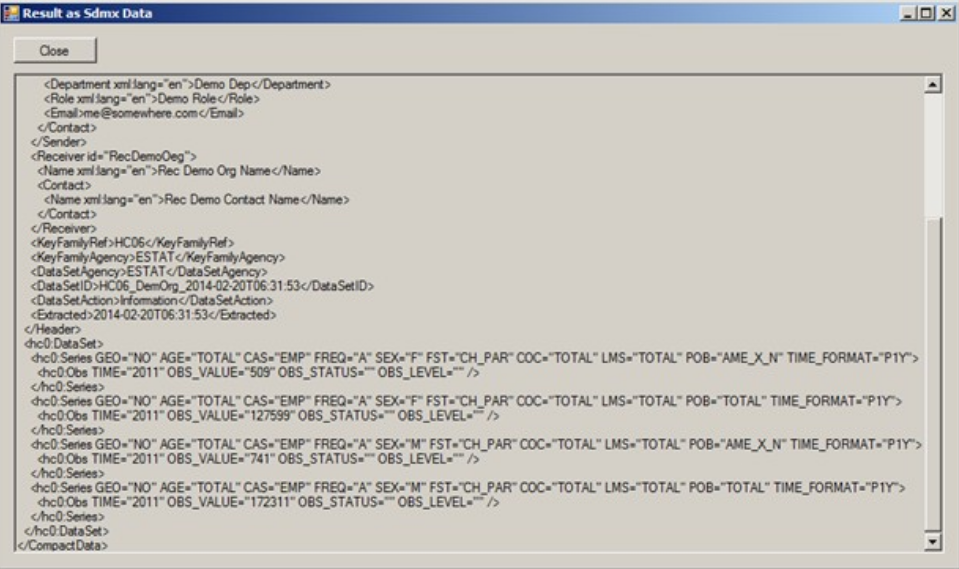 Result as Sdmx Data
Close
<Department xml:lang="en">Demo Dep</Department>
<Role xml:lang="en">Demo Role</Role>
<Email>me@somewhere.com</Email>
</Contact>
</Sender>
<Receiver id="RecDemoOeg">
<Name xml:lang="en">Rec Demo Org Name</Name>
<Contact>
<Name xml:lang="en">Rec Demo Contact Name</Name>
</Contact>
</Receiver>
<KeyFamilyRef>HC06</KeyFamilyRef>
<KeyFamilyAgency>ESTAT</KeyFamilyAgency>
<DataSetAgency>ESTAT</DataSetAgency>
<DataSetID>HC06_DemOrg_2014-02-20T06:31:53</DataSetID>
<DataSetAction>Information</DataSetAction>
<Extracted>2014-02-20T06:31:53</Extracted>
</Header>
<hc0:DataSet>
<hc0:Series GEO="NO" AGE="TOTAL" CAS="EMP" FREQ="A" SEX="F" FST="CH_PAR" COC="TOTAL" LMS="TOTAL" POB="AME_X_N" TIME_FORMAT="P1Y">
<hc0:Obs TIME="2011" OBS_VALUE="509" OBS_STATUS="" OBS_LEVEL="" />
</hc0:Series>
<hc0:Series GEO="NO" AGE="TOTAL" CAS="EMP" FREQ="A" SEX="F" FST="CH_PAR" COC="TOTAL" LMS="TOTAL" POB="TOTAL" TIME_FORMAT="P1Y">
<hc0:Obs TIME="2011" OBS_VALUE="127599" OBS_STATUS="" OBS_LEVEL="" />
</hc0:Series>
<hc0:Series GEO="NO" AGE="TOTAL" CAS="EMP" FREQ="A" SEX="M" FST="CH_PAR" COC="TOTAL" LMS="TOTAL" POB="AME_X_N" TIME_FORMAT="P1Y">
<hc0:Obs TIME="2011" OBS_VALUE="741" OBS_STATUS="" OBS_LEVEL="" />
</hc0:Series>
<hc0:Series GEO="NO" AGE="TOTAL" CAS="EMP" FREQ="A" SEX="M" FST="CH_PAR" COC="TOTAL" LMS="TOTAL" POB="TOTAL" TIME_FORMAT="P1Y">
<hc0:Obs TIME="2011" OBS_VALUE="172311" OBS_STATUS="" OBS_LEVEL="" />
</hc0:Series>
</hc0:DataSet>
</CompactData>